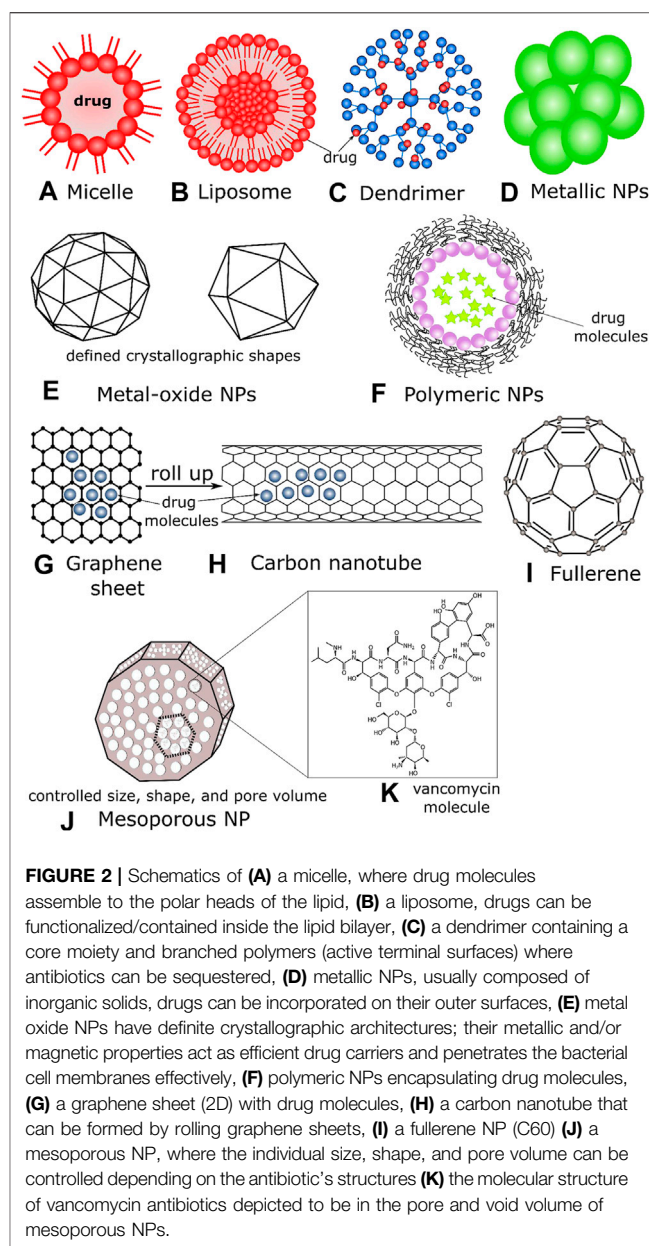 drug
drug
A Micelle
B Liposome
C Dendrimer
D Metallic NPs
defined crystallographic shapes
E Metal-oxide NPs
drug
molecules
F Polymeric NPs
roll up
drug
molecules
G Graphene
sheet
H Carbon nanotube
I Fullerene
controlled size, shape, and pore volume
J Mesoporous NP
K vancomycin
molecule
FIGURE 2 | Schematics of (A) a micelle, where drug molecules
assemble to the polar heads of the lipid, (B) a liposome, drugs can be
functionalized/contained inside the lipid bilayer, (C) a dendrimer containing a
core moiety and branched polymers (active terminal surfaces) where
antibiotics can be sequestered, (D) metallic NPs, usually composed of
inorganic solids, drugs can be incorporated on their outer surfaces, (E) metal
oxide NPs have definite crystallographic architectures; their metallic and/or
magnetic properties act as efficient drug carriers and penetrates the bacterial
cell membranes effectively, (F) polymeric NPs encapsulating drug molecules,
(G) a graphene sheet (2D) with drug molecules, (H) a carbon nanotube that
can be formed by rolling graphene sheets, (I) a fullerene NP (C60) (J) a
mesoporous NP, where the individual size, shape, and pore volume can be
controlled depending on the antibiotic's structures (K) the molecular structure
of vancomycin antibiotics depicted to be in the pore and void volume of
mesoporous NPs.